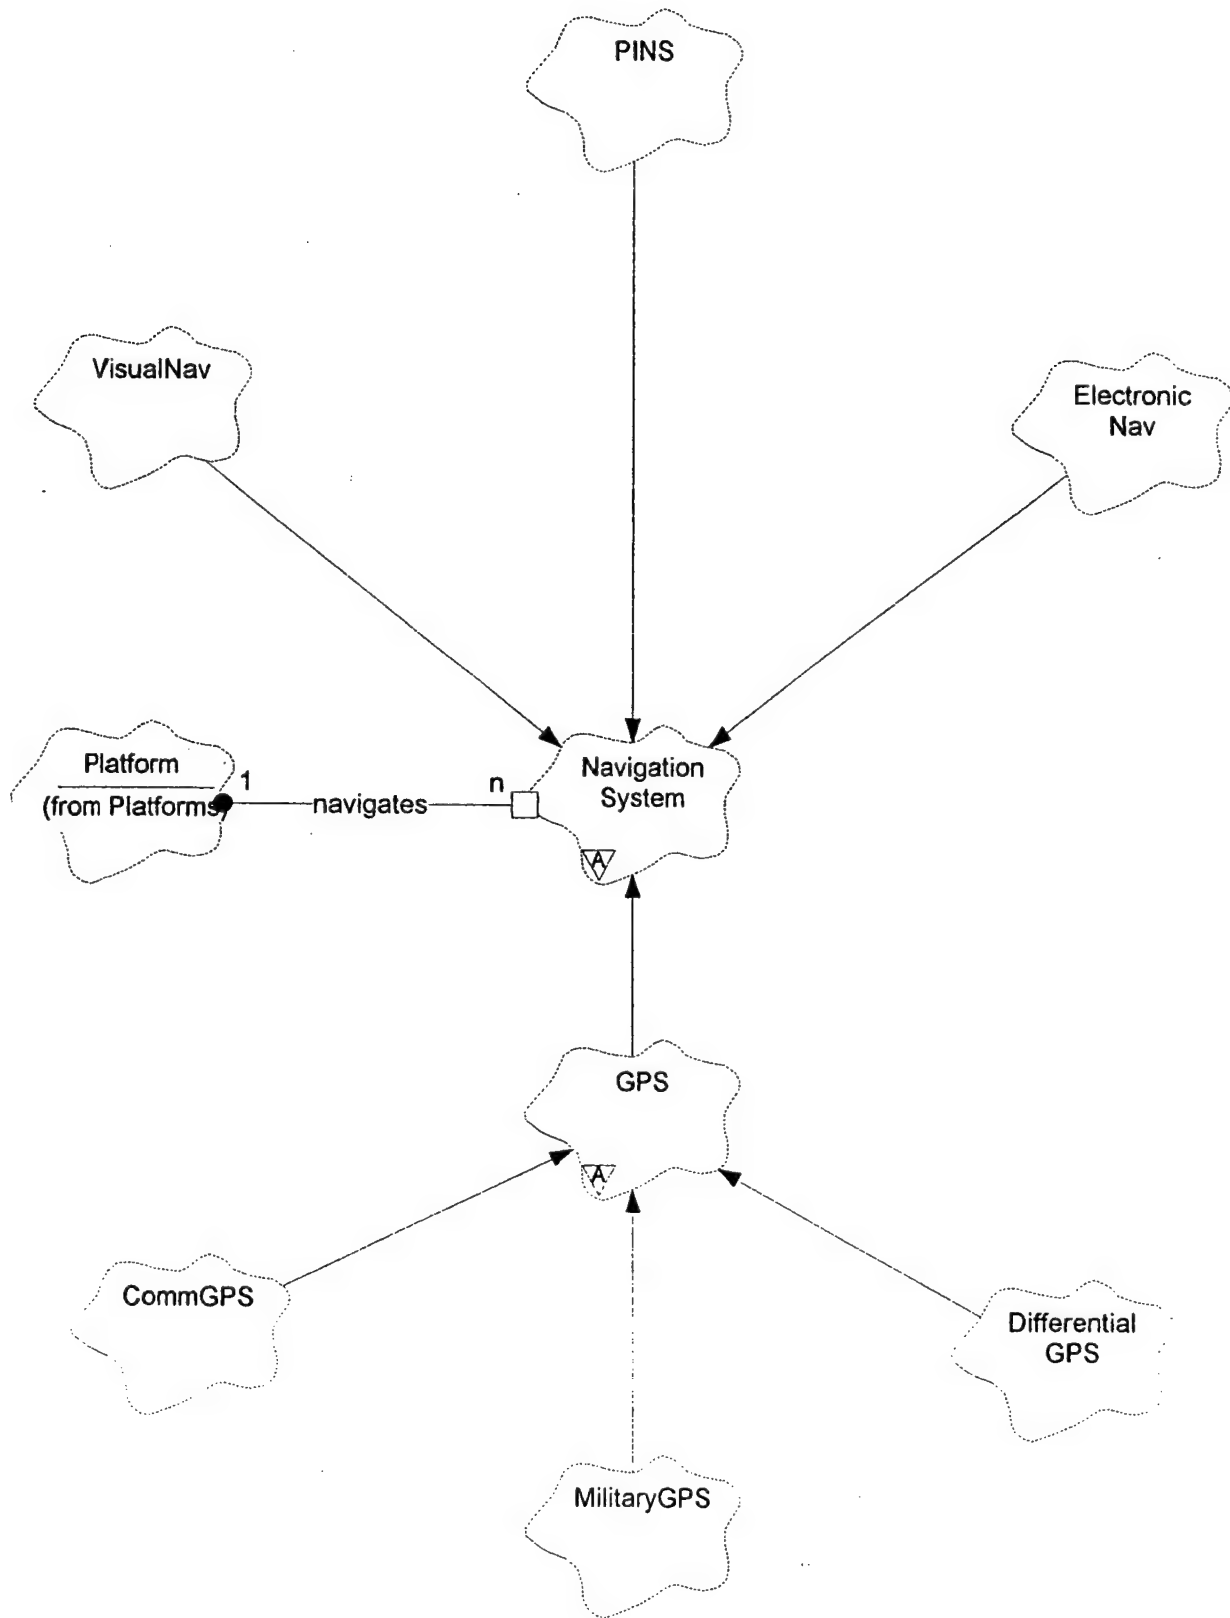 PINS
VisualNav
Electronic
Nav
Platform
(from Platforms)
1
navigates
n
Navigation
System
A
GPS
A
CommGPS
Differential
GPS
MilitaryGPS